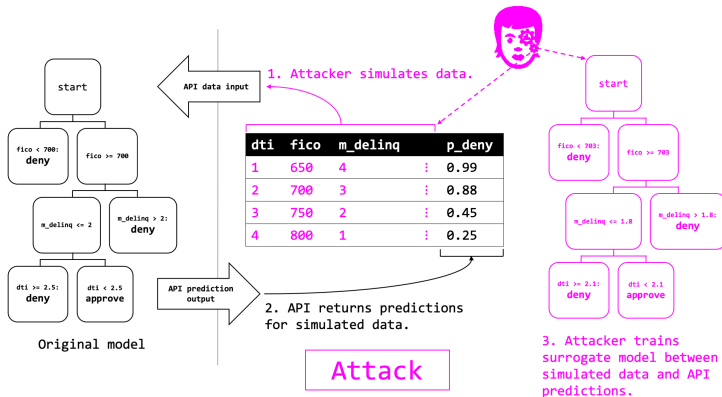 1. Attacker simulates data.
API data input
start
fico < 700:
deny
fico >= 700
m_delinq <= 2
m_delinq > 2:
deny
dti >= 2.5:
deny
dti < 2.5
approve
Original model
dti fico m_delinq p_deny
1 650 4 ⋮ 0.99
2 700 3 ⋮ 0.88
3 750 2 ⋮ 0.45
4 800 1 ⋮ 0.25
API prediction
output
2. API returns predictions
for simulated data.
Attack
start
fico < 703:
deny
fico >= 703
m_delinq <= 1.8
m_delinq > 1.8:
deny
dti >= 2.1:
deny
dti < 2.1
approve
3. Attacker trains
surrogate model between
simulated data and API
predictions.